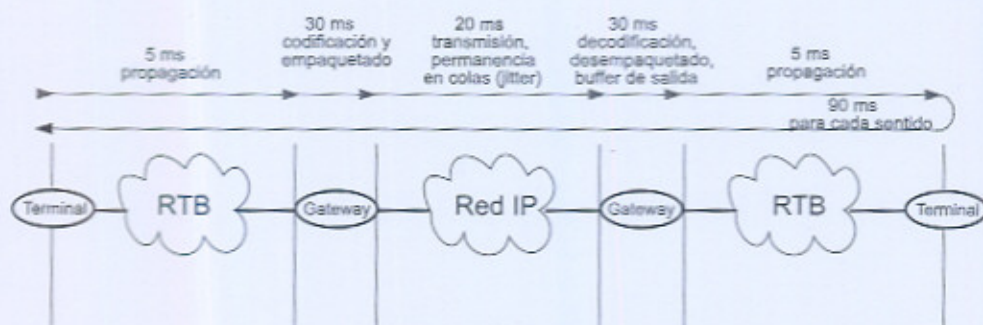 30 ms
codificación y
empaquetado
20 ms
transmisión,
permanencia
en colas (jitter)
30 ms
decodificación,
desempaquetado,
buffer de salida
5 ms
propagación
5 ms
propagación
90 ms
para cada sentido
Terminal
RTB
Gateway
Red IP
Gateway
RTB
Terminal